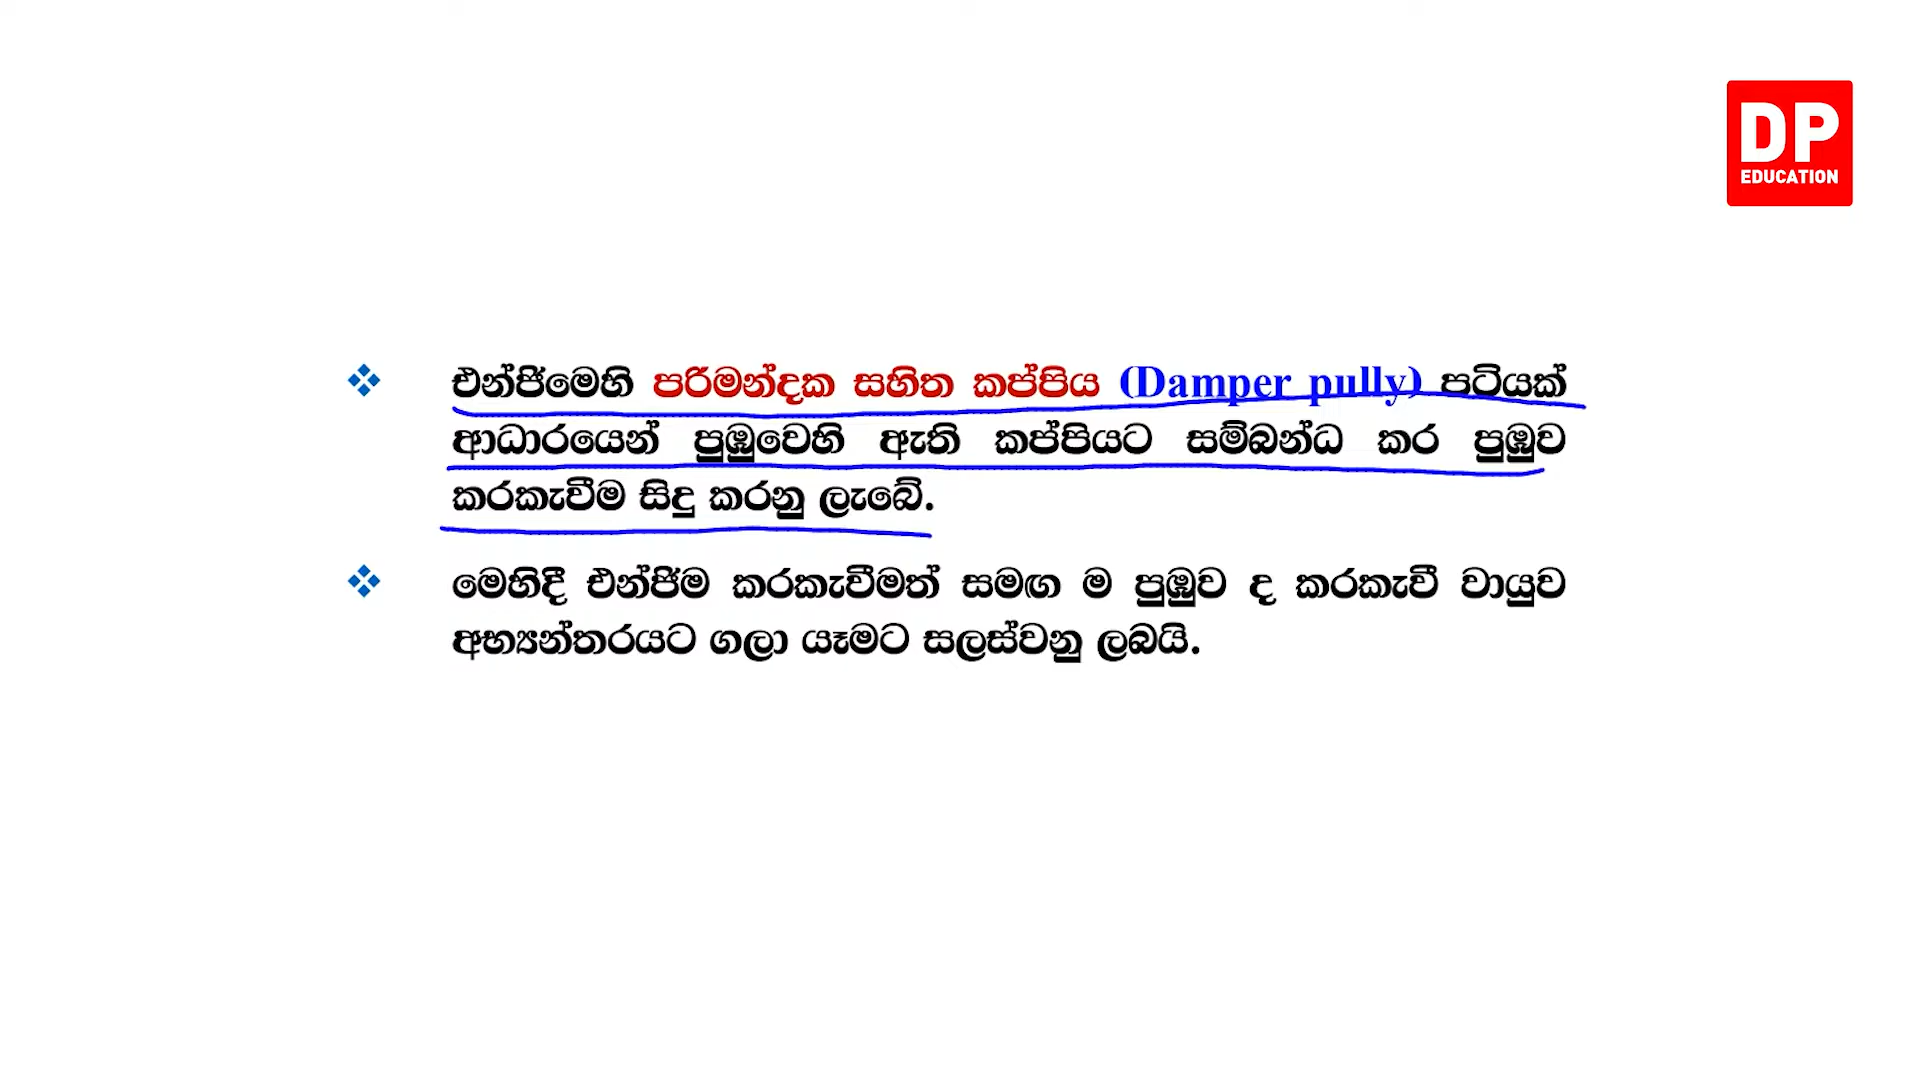 DP
EDUCATION
එන්ජිමෙහි පරිමන්දක සහිත කප්පිය (Damper pully) පටියක්
ආධාරයෙන් පුඹුවෙහි ඇති කප්පියට සම්බන්ධ කර පුඹුව
කරකැවීම සිදු කරනු ලැබේ.
මෙහිදී එන්ජිම කරකැවීමත් සමඟ ම පුඹුව ද කරකැවී වායුව
අභ්‍යන්තරයට ගලා යෑමට සලස්වනු ලබයි.